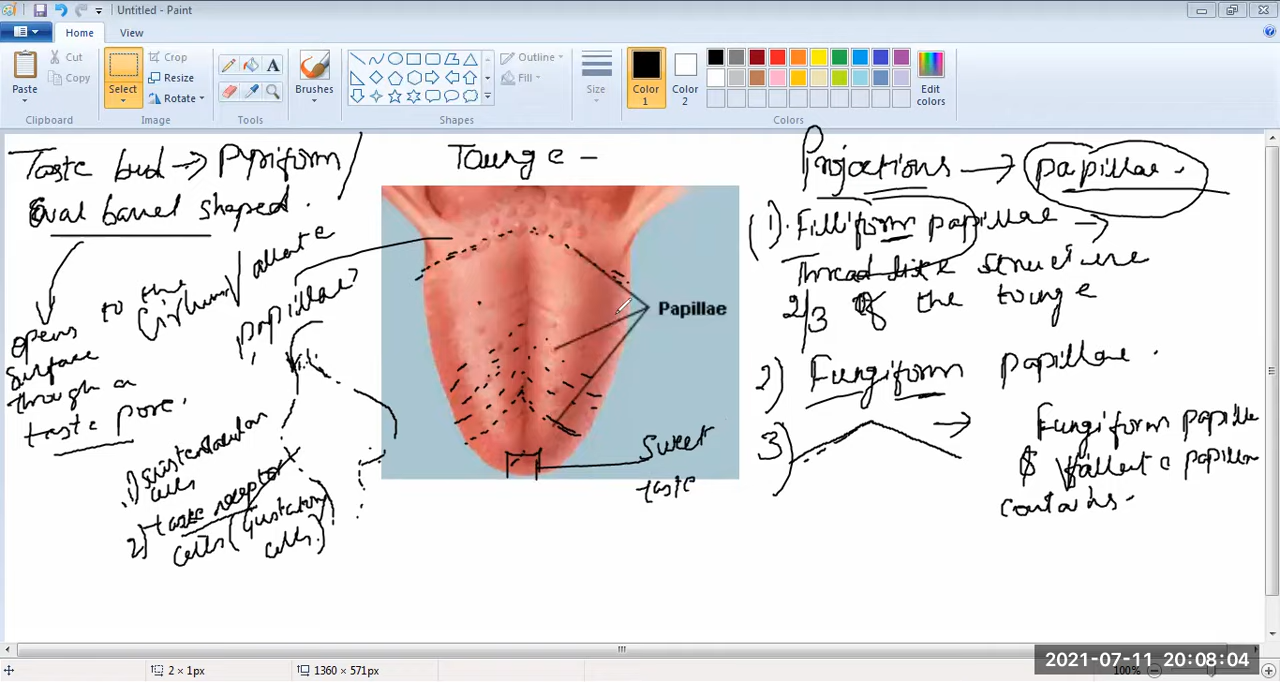 Untitled - Paint
Home
View
Paste
Cut
Copy
Clipboard
Select
Crop
Resize
Rotate
Image
Tools
Brushes
Shapes
Outline
Fill
Size
Color 1
Color 2
Edit colors
Colors
Taste bud → Pyriform /
Oval barrel shaped.
opens to the
surface
through a
taste pore.
Cirhum/vallate
papillae
1) sustentacular
cells
2) taste receptor
cells (Gustatory
cells)
Tounge -
Papillae
Sweet
taste
Projections → papillae.
(1). Filliform papillae →
Thread like structure
2/3 of the tounge
2) Fungiform papillae.
3)
→ Fungiform papillae
$ vallate papillae
contains.
2 × 1px
1360 × 571px
100%
2021-07-11 20:08:04